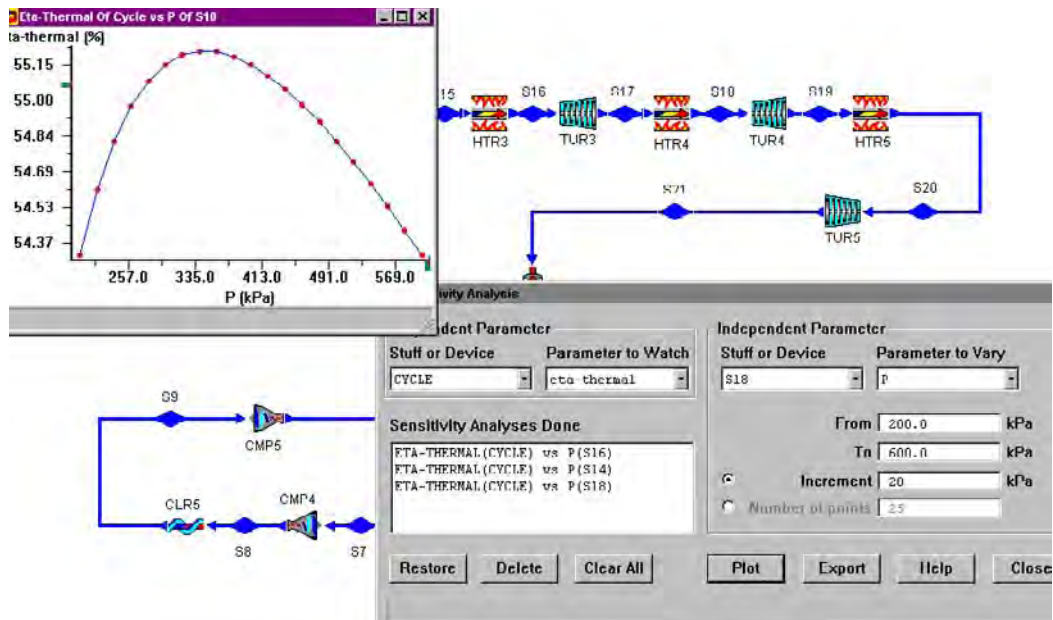 Eta-Thermal Of Cycle vs P Of S10
ta-thermal [%]
55.15
55.00
54.84
54.69
54.53
54.37
257.0 335.0 413.0 491.0 569.0
P [kPa]
15 S16 S17 S10 S19
HTR3 TUR3 HTR4 TUR4 HTR5
S21 S20
TUR5
ivity Analysis
endent Parameter
Stuff or Device Parameter to Watch
CYCLE eta-thermal
Sensitivity Analyses Done
ETA-THERMAL(CYCLE) vs P(S16)
ETA-THERMAL(CYCLE) vs P(S14)
ETA-THERMAL(CYCLE) vs P(S18)
Restore Delete Clear All
Independent Parameter
Stuff or Device Parameter to Vary
S18 P
From 200.0 kPa
To 600.0 kPa
Increment 20 kPa
Number of points 25
Plot Export Help Close
S9
CMP5
CLR5 CMP4
S8 S7